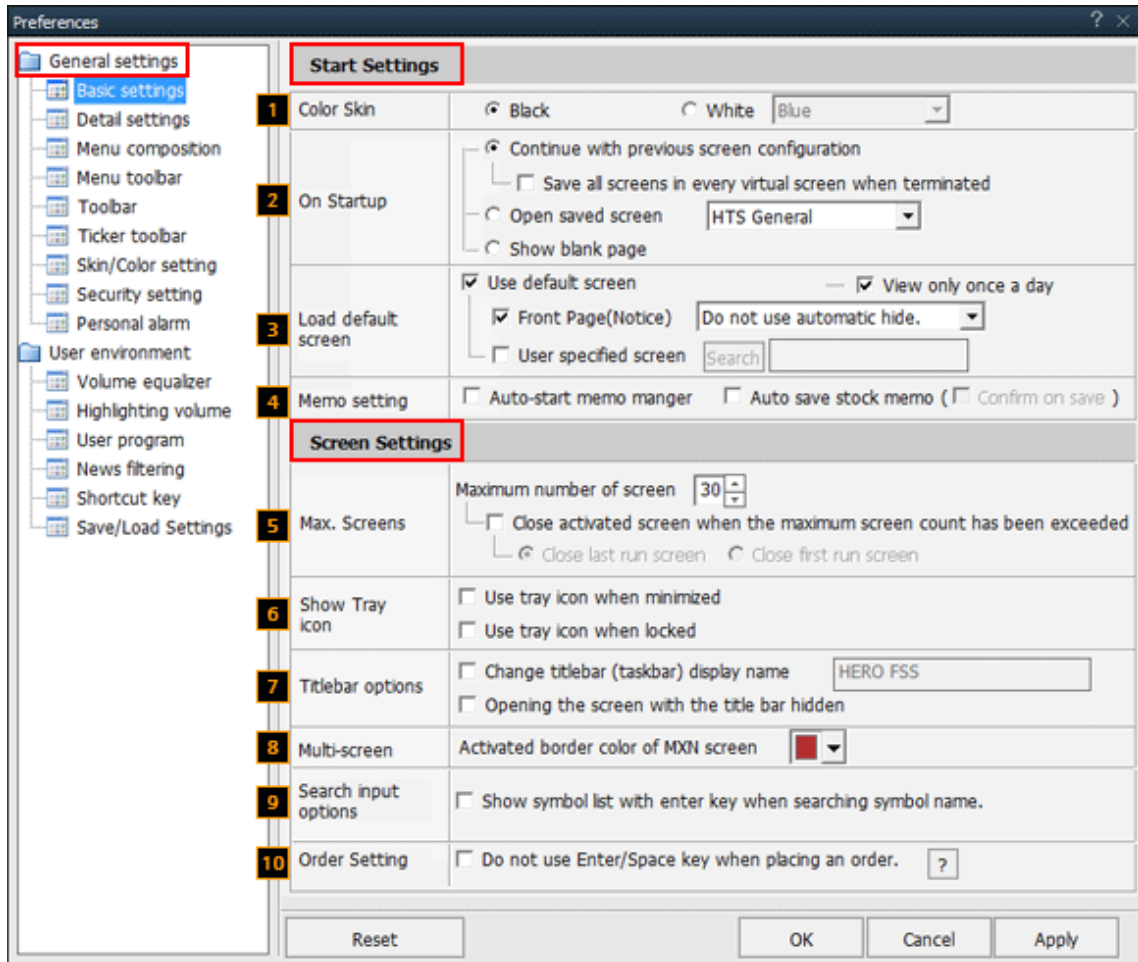 Preferences
? ×
General settings
Basic settings
Detail settings
Menu composition
Menu toolbar
Toolbar
Ticker toolbar
Skin/Color setting
Security setting
Personal alarm
User environment
Volume equalizer
Highlighting volume
User program
News filtering
Shortcut key
Save/Load Settings
Start Settings
1 Color Skin Black White Blue
2 On Startup
Continue with previous screen configuration
Save all screens in every virtual screen when terminated
Open saved screen HTS General
Show blank page
3 Load default
screen
Use default screen View only once a day
Front Page(Notice) Do not use automatic hide.
User specified screen Search
4 Memo setting Auto-start memo manger Auto save stock memo ( Confirm on save )
Screen Settings
5 Max. Screens
Maximum number of screen 30
Close activated screen when the maximum screen count has been exceeded
Close last run screen Close first run screen
6 Show Tray
icon
Use tray icon when minimized
Use tray icon when locked
7 Titlebar options
Change titlebar (taskbar) display name HERO FSS
Opening the screen with the title bar hidden
8 Multi-screen Activated border color of MXN screen
9 Search input
options
Show symbol list with enter key when searching symbol name.
10 Order Setting Do not use Enter/Space key when placing an order. ?
Reset OK Cancel Apply